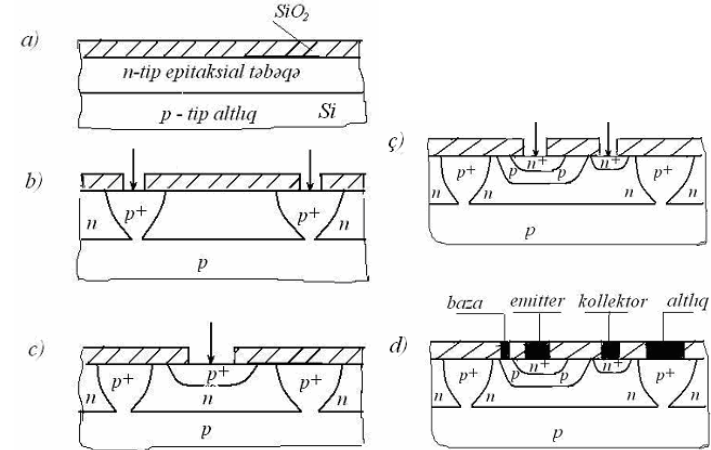 a)
SiO₂
n-tip epitaksial təbəqə
p - tip altlıq Si
b)
n p+ p+ n
p
c)
p+ p+ p+
n n n
p
ç)
n+ n+
p+ p p p+
n n n n
p
baza emitter kollektor altlıq
d)
n+ n+
p+ p p p+
n n n n
p